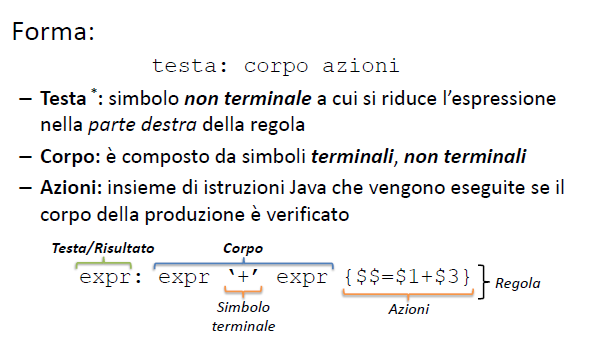 Forma:
testa: corpo azioni
– Testa *: simbolo non terminale a cui si riduce l'espressione
nella parte destra della regola
– Corpo: è composto da simboli terminali, non terminali
– Azioni: insieme di istruzioni Java che vengono eseguite se il
corpo della produzione è verificato
Testa/Risultato Corpo
expr: expr '+' expr {$$=$1+$3} Regola
Simbolo Azioni
terminale